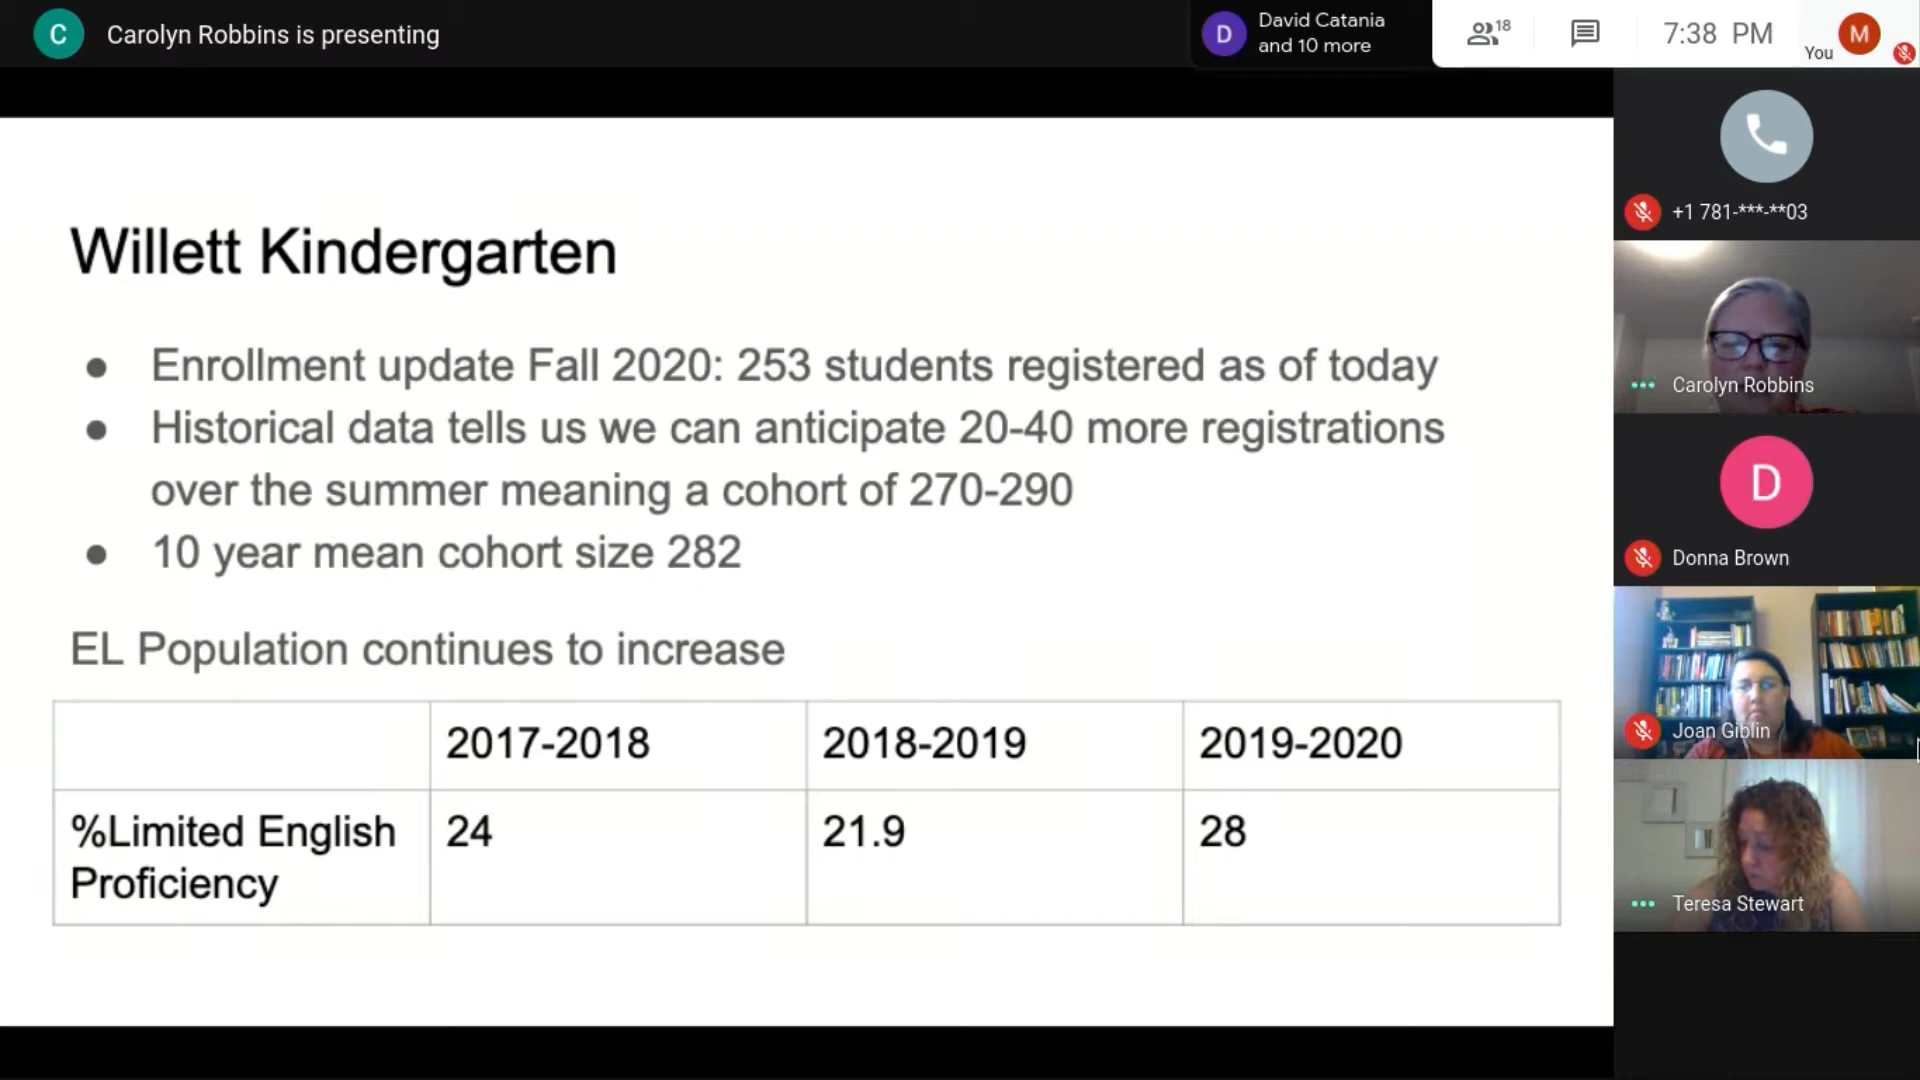 C
Carolyn Robbins is presenting
D
David Catania
and 10 more
18
7:38 PM
You
M
+1 781-***-**03
Carolyn Robbins
D
Donna Brown
Joan Giblin
Teresa Stewart
Willett Kindergarten
● Enrollment update Fall 2020: 253 students registered as of today
● Historical data tells us we can anticipate 20-40 more registrations
over the summer meaning a cohort of 270-290
● 10 year mean cohort size 282
EL Population continues to increase
2017-2018 2018-2019 2019-2020
%Limited English 24 21.9 28
Proficiency